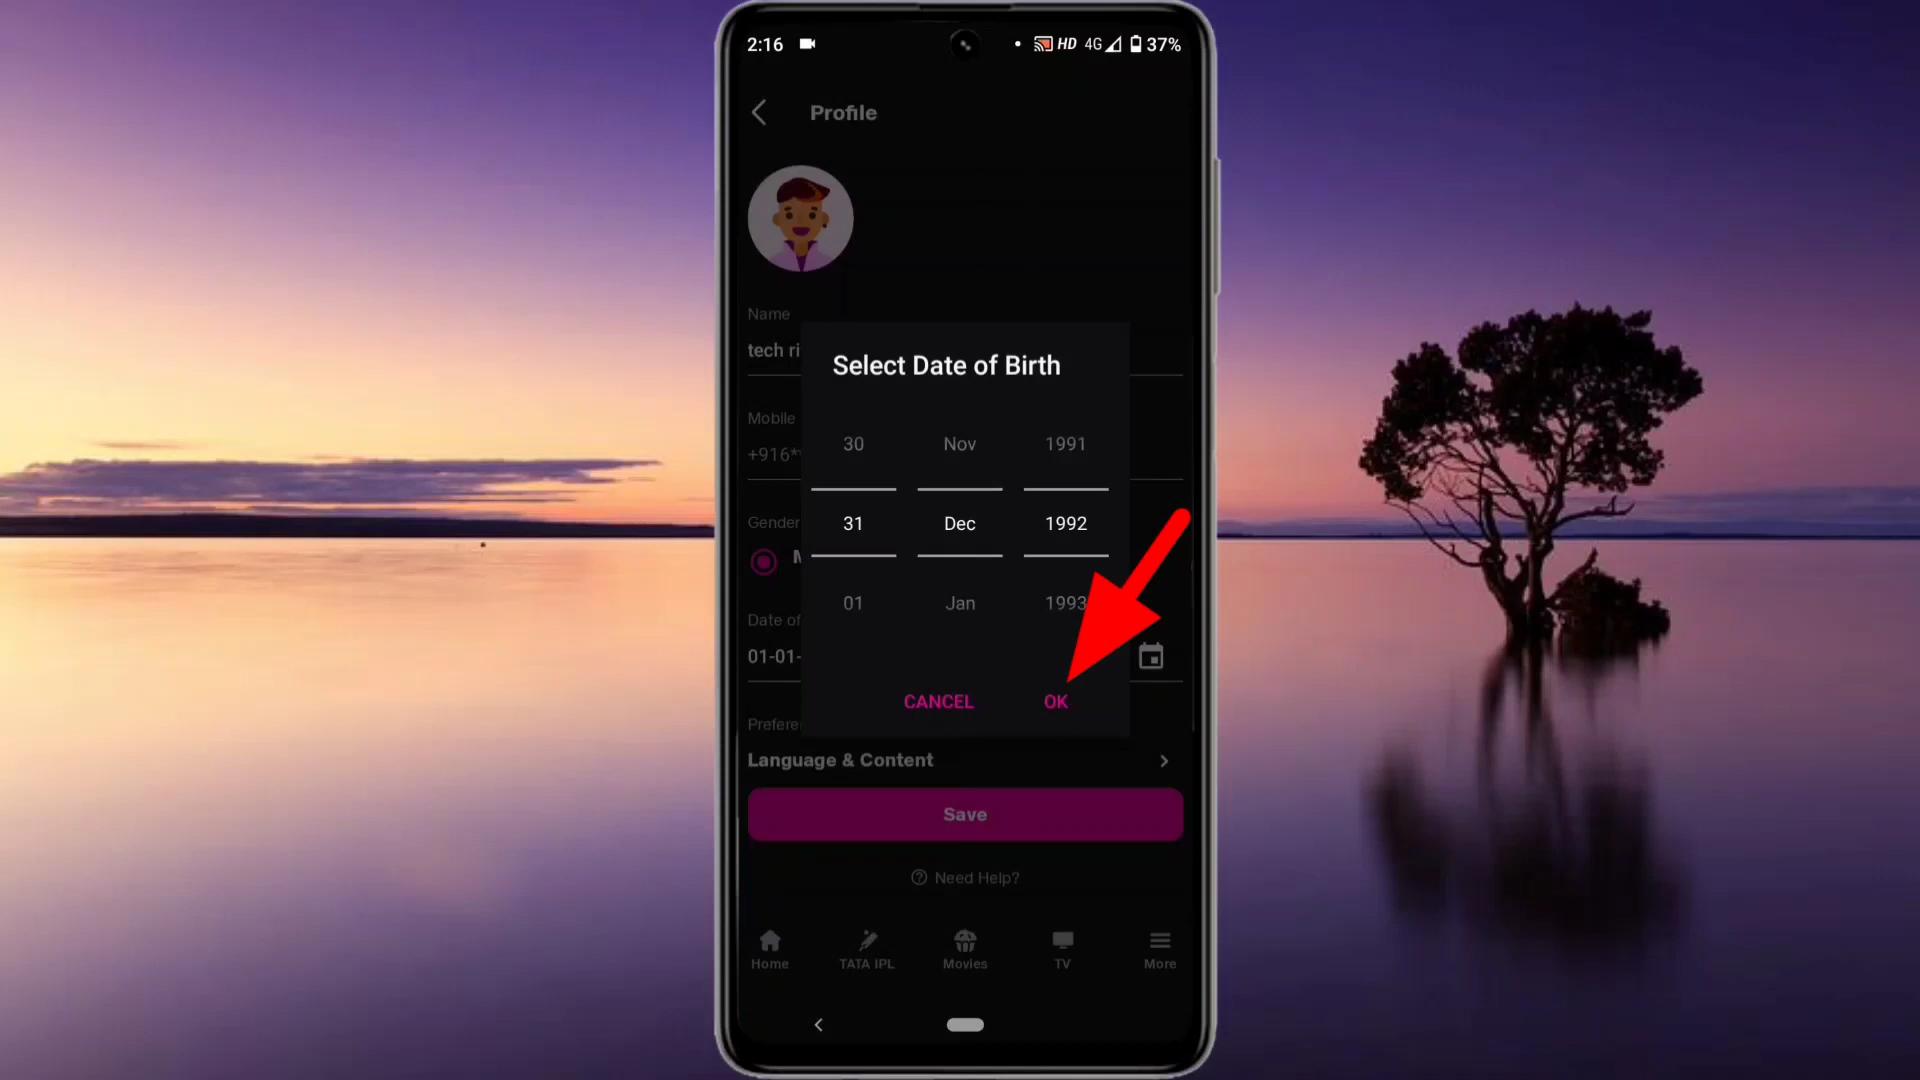 2:16 HD 4G 37%
Profile
Name
tech ri
Select Date of Birth
Mobile
+916*
30 Nov 1991
31 Dec 1992
Gender
01 Jan 1993
Date of
01-01-
CANCEL OK
Prefere
Language & Content
Save
Need Help?
Home TATA IPL Movies TV More